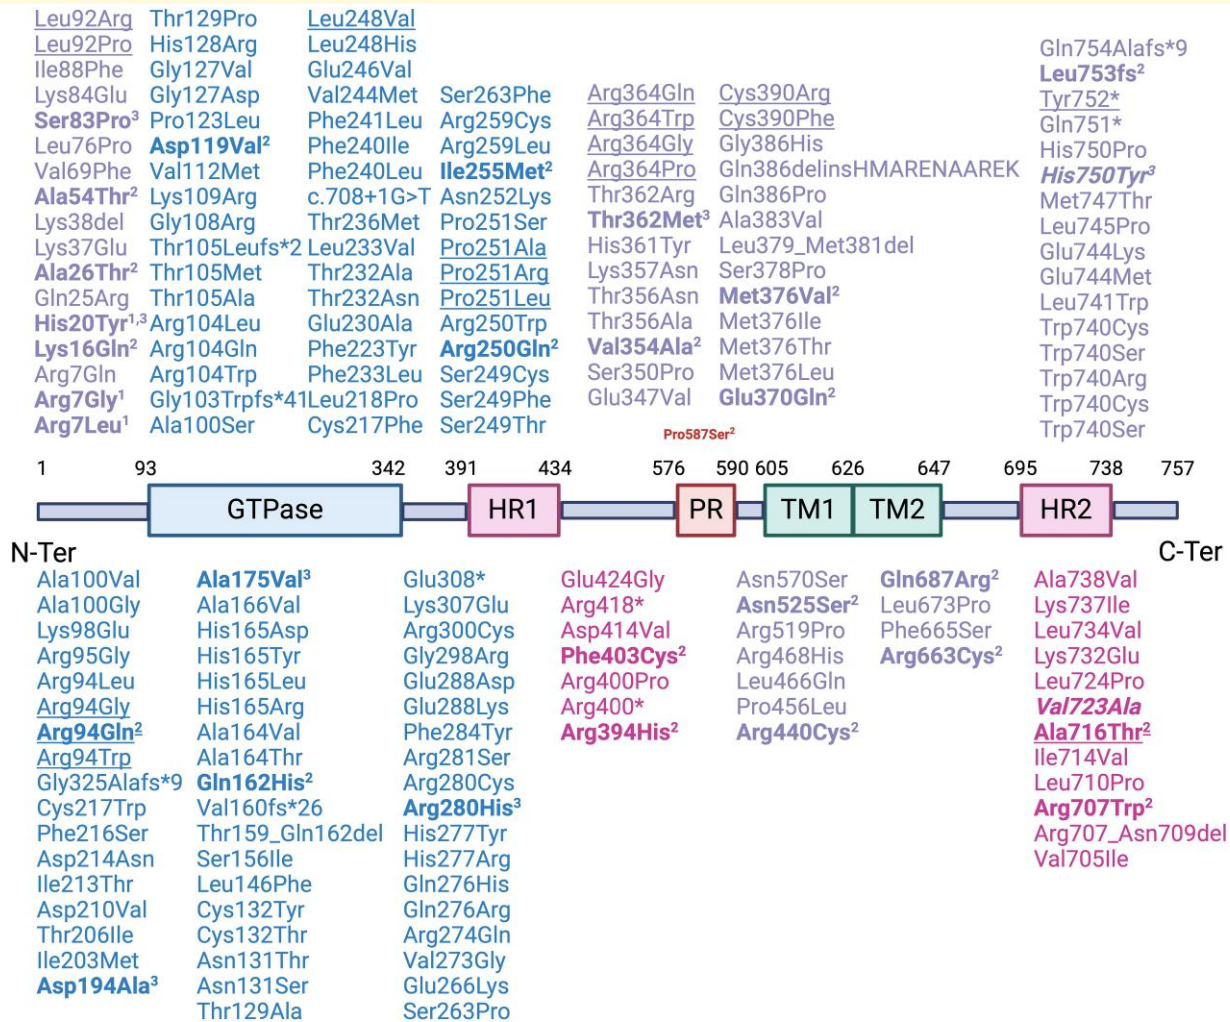 Leu92Arg
Leu92Pro
Ile88Phe
Lys84Glu
Ser83Pro³
Leu76Pro
Val69Phe
Ala54Thr²
Lys38del
Lys37Glu
Ala26Thr²
Gln25Arg
His20Tyr¹,³
Lys16Gln²
Arg7Gln
Arg7Gly¹
Arg7Leu¹
Thr129Pro
His128Arg
Gly127Val
Gly127Asp
Pro123Leu
Asp119Val²
Val112Met
Lys109Arg
Gly108Arg
Thr105Leufs*2
Thr105Met
Thr105Ala
Arg104Leu
Arg104Gln
Arg104Trp
Gly103Trpfs*41
Ala100Ser
Leu248Val
Leu248His
Glu246Val
Val244Met
Phe241Leu
Phe240Ile
Phe240Leu
c.708+1G>T
Thr236Met
Leu233Val
Thr232Ala
Thr232Asn
Glu230Ala
Phe223Tyr
Phe233Leu
Leu218Pro
Cys217Phe
Ser263Phe
Arg259Cys
Arg259Leu
Ile255Met²
Asn252Lys
Pro251Ser
Pro251Ala
Pro251Arg
Pro251Leu
Arg250Trp
Arg250Gln²
Ser249Cys
Ser249Phe
Ser249Thr
Arg364Gln
Arg364Trp
Arg364Gly
Arg364Pro
Thr362Arg
Thr362Met³
His361Tyr
Lys357Asn
Thr356Asn
Thr356Ala
Val354Ala²
Ser350Pro
Glu347Val
Cys390Arg
Cys390Phe
Gly386His
Gln386delinsHMARENAAREK
Gln386Pro
Ala383Val
Leu379_Met381del
Ser378Pro
Met376Val²
Met376Ile
Met376Thr
Met376Leu
Glu370Gln²
Gln754Alafs*9
Leu753fs²
Tyr752*
Gln751*
His750Pro
His750Tyr³
Met747Thr
Leu745Pro
Glu744Lys
Glu744Met
Leu741Trp
Trp740Cys
Trp740Ser
Trp740Arg
Trp740Cys
Trp740Ser
Pro587Ser²
1 93 342 391 434 576 590 605 626 647 695 738 757
GTPase HR1 PR TM1 TM2 HR2
N-Ter C-Ter
Ala100Val
Ala100Gly
Lys98Glu
Arg95Gly
Arg94Leu
Arg94Gly
Arg94Gln²
Arg94Trp
Gly325Alafs*9
Cys217Trp
Phe216Ser
Asp214Asn
Ile213Thr
Asp210Val
Thr206Ile
Ile203Met
Asp194Ala³
Ala175Val³
Ala166Val
His165Asp
His165Tyr
His165Leu
His165Arg
Ala164Val
Ala164Thr
Gln162His²
Val160fs*26
Thr159_Gln162del
Ser156Ile
Leu146Phe
Cys132Tyr
Cys132Thr
Asn131Thr
Asn131Ser
Thr129Ala
Glu308*
Lys307Glu
Arg300Cys
Gly298Arg
Glu288Asp
Glu288Lys
Phe284Tyr
Arg281Ser
Arg280Cys
Arg280His³
His277Tyr
His277Arg
Gln276His
Gln276Arg
Arg274Gln
Val273Gly
Glu266Lys
Ser263Pro
Glu424Gly
Arg418*
Asp414Val
Phe403Cys²
Arg400Pro
Arg400*
Arg394His²
Asn570Ser
Asn525Ser²
Arg519Pro
Arg468His
Leu466Gln
Pro456Leu
Arg440Cys²
Gln687Arg²
Leu673Pro
Phe665Ser
Arg663Cys²
Ala738Val
Lys737Ile
Leu734Val
Lys732Glu
Leu724Pro
Val723Ala
Ala716Thr²
Ile714Val
Leu710Pro
Arg707Trp²
Arg707_Asn709del
Val705Ile